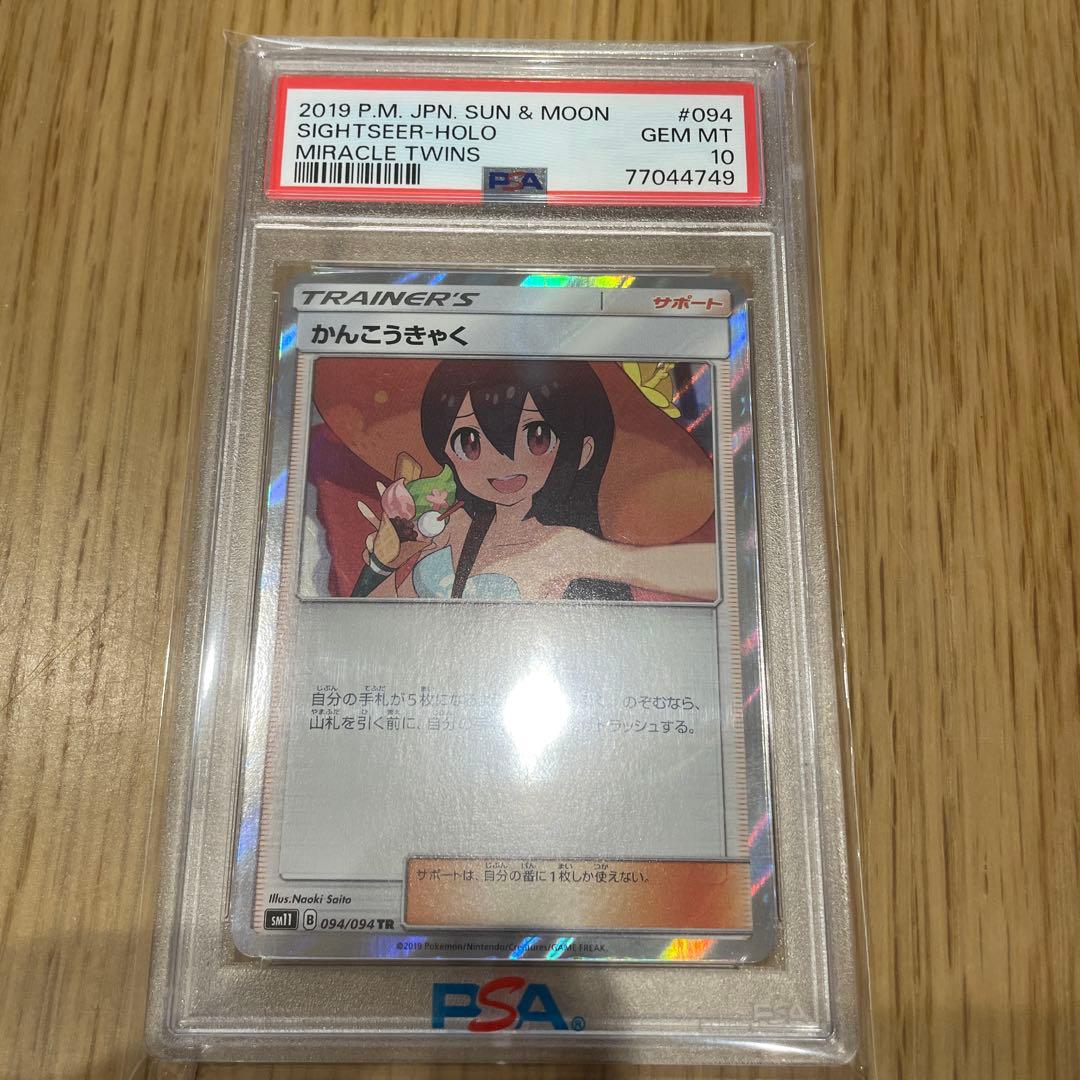 2019 P.M. JPN. SUN & MOON #094
SIGHTSEER-HOLO GEM MT
MIRACLE TWINS 10
PSA 77044749
TRAINER'S サポート
かんこうきゃく
自分の手札が5枚になる のぞむなら、
山札を引く前に、自分の トラッシュする。
サポートは、自分の番に1枚しか使えない。
Illus.Naoki Saito
sm11 B 094/094 TR
©2019 Pokémon/Nintendo/Creatures/GAME FREAK.
PSA®
PSA